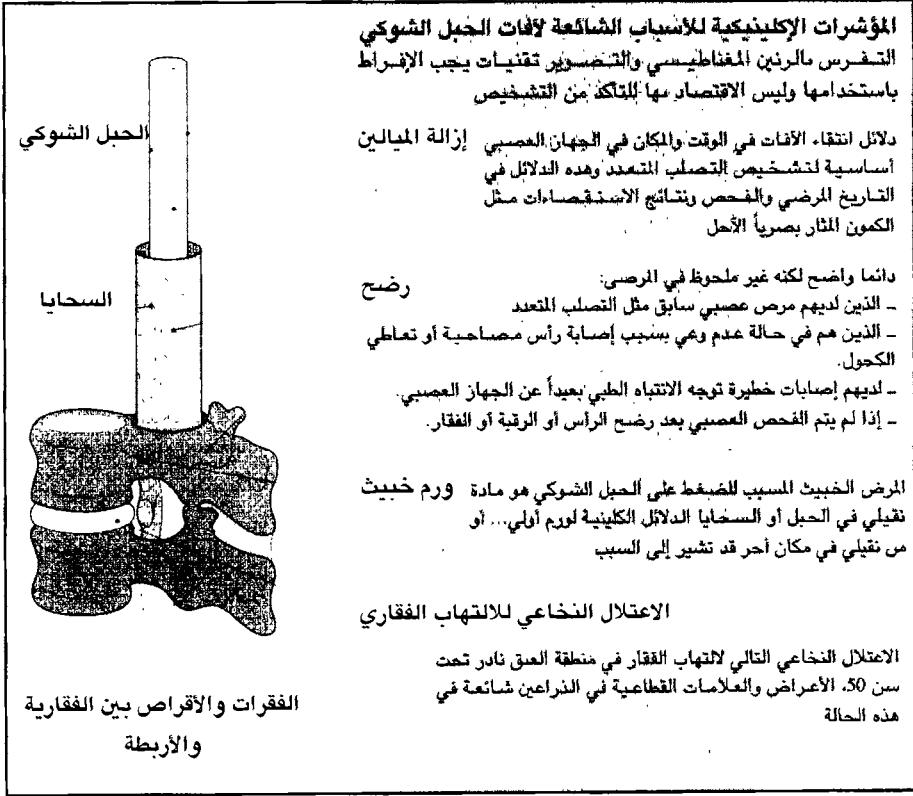 المؤشرات الإكلينيكية للأسباب الشائعة لآفات الحبل الشوكي
التفرس بالرنين المغناطيسي والتصوير تقنيات يجب الإفراط
باستخدامها وليس الاقتصاد بها للتأكد من التشخيص
إزالة الميالين
دلائل انتقاء الآفات في الوقت والمكان في الجهاز العصبي
أساسية لتشخيص التصلب المتعدد وهذه الدلائل في
التاريخ المرضي والفحص ونتائج الاستقصاءات مثل
الكمون المثار بصرياً الأحل
رضح
دائما واضح لكنه غير ملحوظ في المرضى:
- الذين لديهم مرض عصبي سابق مثل التصلب المتعدد
- الذين هم في حالة عدم وعي بسبب إصابة رأس مصاحبة أو تعاطي
الكحول.
- لديهم إصابات خطيرة توجه الانتباه الطبي بعيداً عن الجهاز العصبي.
- إذا لم يتم الفحص العصبي بعد رضح الرأس أو الرقبة أو الفقار.
ورم خبيث
المرض الخبيث المسبب للضغط على الحبل الشوكي هو مادة
نقيلي في الحبل أو السحايا الدلائل الكلينية لورم أولي... أو
من نقيلي في مكان آخر قد تشير إلى السبب
الاعتلال النخاعي للالتهاب الفقاري
الاعتلال النخاعي التالي لالتهاب الفقار في منطقة العنق نادر تحت
سن 50، الأعراض والعلامات القطاعية في الذراعين شائعة في
هذه الحالة
الحبل الشوكي
السحايا
الفقرات والأقراص بين الفقارية
والأربطة